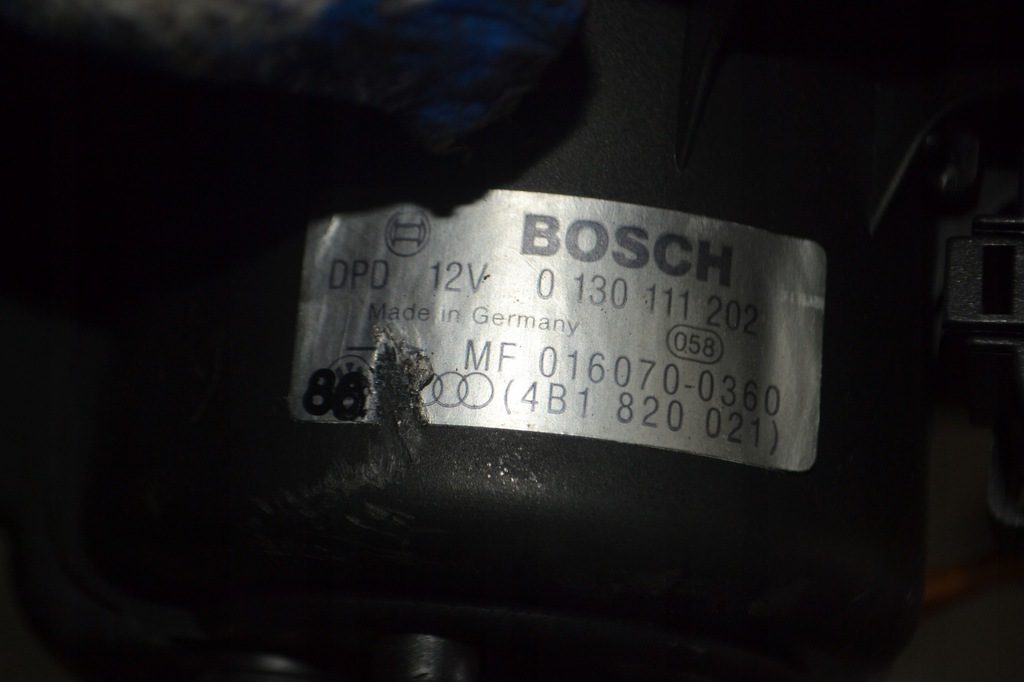 BOSCH
DPD 12V 0 130 111 202
Made in Germany
058
MF 016070-0360
88 (4B1 820 021)